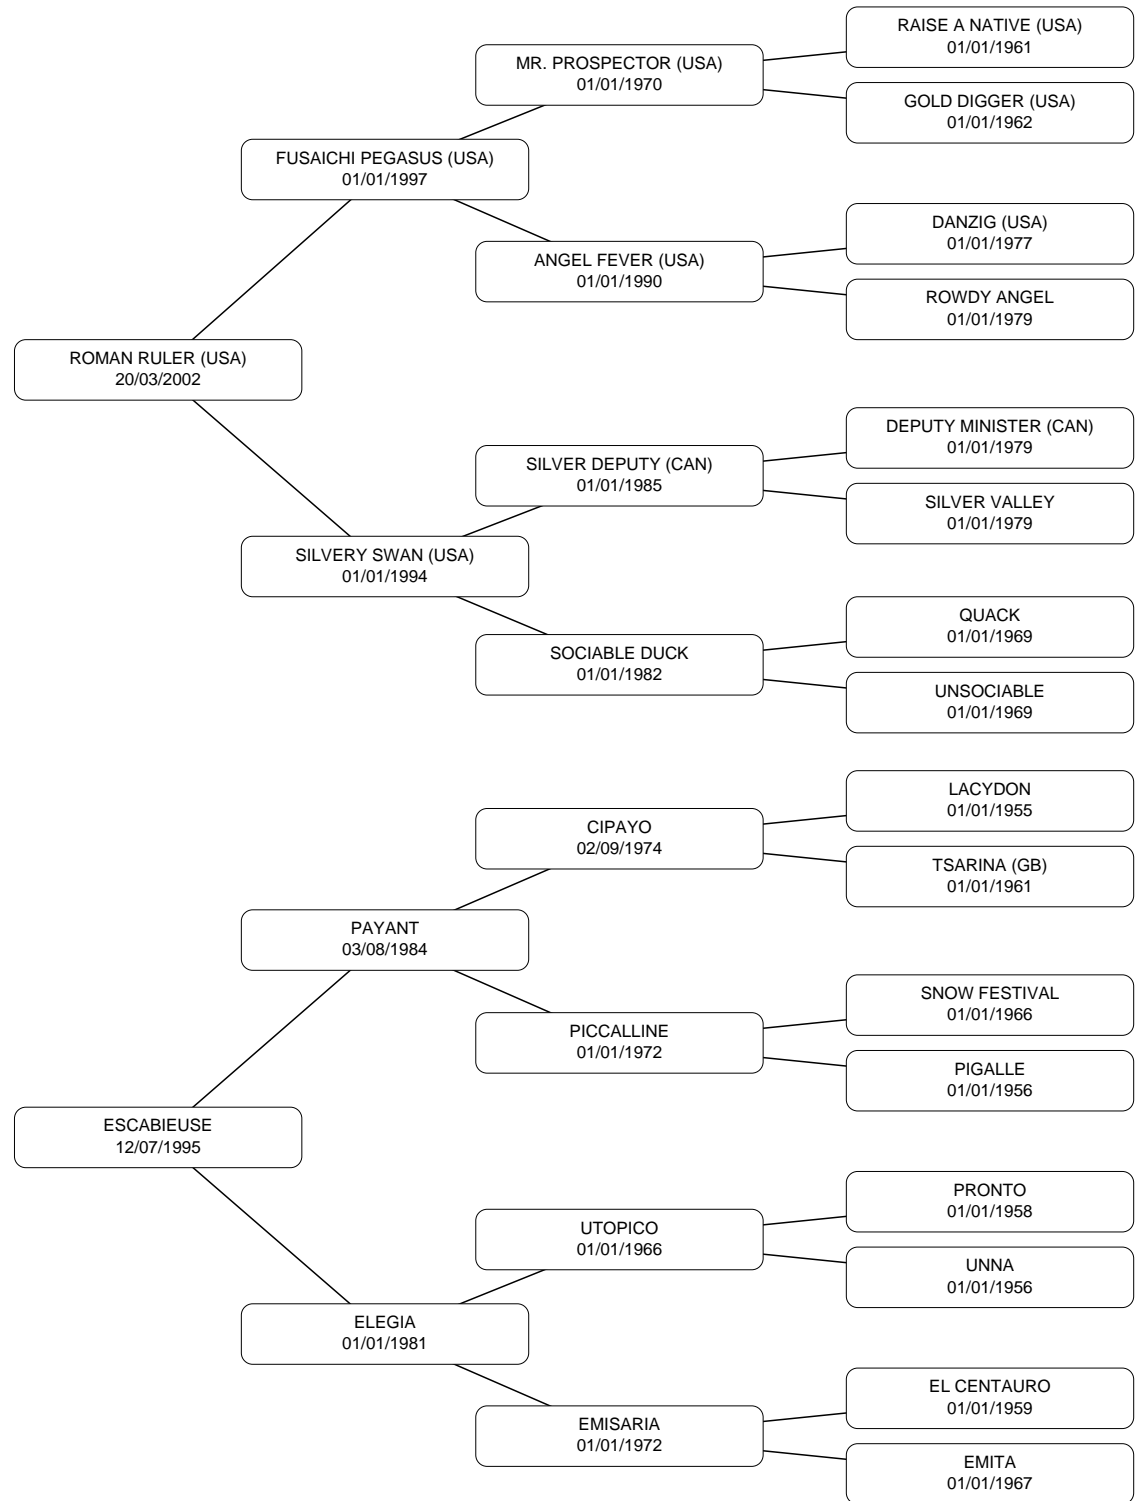 RAISE A NATIVE (USA)
01/01/1961
MR. PROSPECTOR (USA)
01/01/1970
GOLD DIGGER (USA)
01/01/1962
FUSAICHI PEGASUS (USA)
01/01/1997
DANZIG (USA)
01/01/1977
ANGEL FEVER (USA)
01/01/1990
ROWDY ANGEL
01/01/1979
ROMAN RULER (USA)
20/03/2002
DEPUTY MINISTER (CAN)
01/01/1979
SILVER DEPUTY (CAN)
01/01/1985
SILVER VALLEY
01/01/1979
SILVERY SWAN (USA)
01/01/1994
QUACK
01/01/1969
SOCIABLE DUCK
01/01/1982
UNSOCIABLE
01/01/1969
LACYDON
01/01/1955
CIPAYO
02/09/1974
TSARINA (GB)
01/01/1961
PAYANT
03/08/1984
SNOW FESTIVAL
01/01/1966
PICCALLINE
01/01/1972
PIGALLE
01/01/1956
ESCABIEUSE
12/07/1995
PRONTO
01/01/1958
UTOPICO
01/01/1966
UNNA
01/01/1956
ELEGIA
01/01/1981
EL CENTAURO
01/01/1959
EMISARIA
01/01/1972
EMITA
01/01/1967